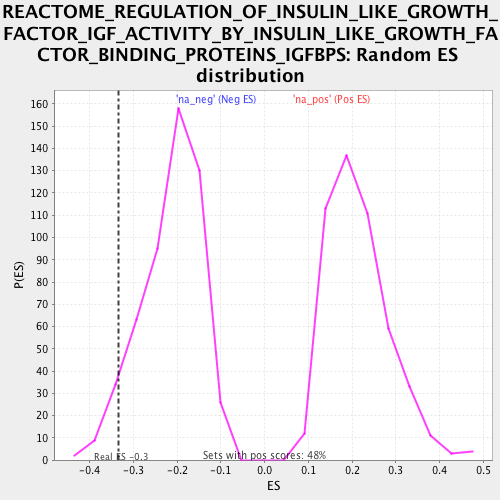 REACTOME_REGULATION_OF_INSULIN_LIKE_GROWTH_
FACTOR_IGF_ACTIVITY_BY_INSULIN_LIKE_GROWTH_FA
CTOR_BINDING_PROTEINS_IGFBPS: Random ES
distribution
'na_neg' (Neg ES) 'na_pos' (Pos ES)
160
150
140
130
120
110
100
90
80
70
60
50
40
30
20
10
0
P(ES)
Real ES -0.3 Sets with pos scores: 48%
-0.4 -0.3 -0.2 -0.1 0.0 0.1 0.2 0.3 0.4 0.5
ES